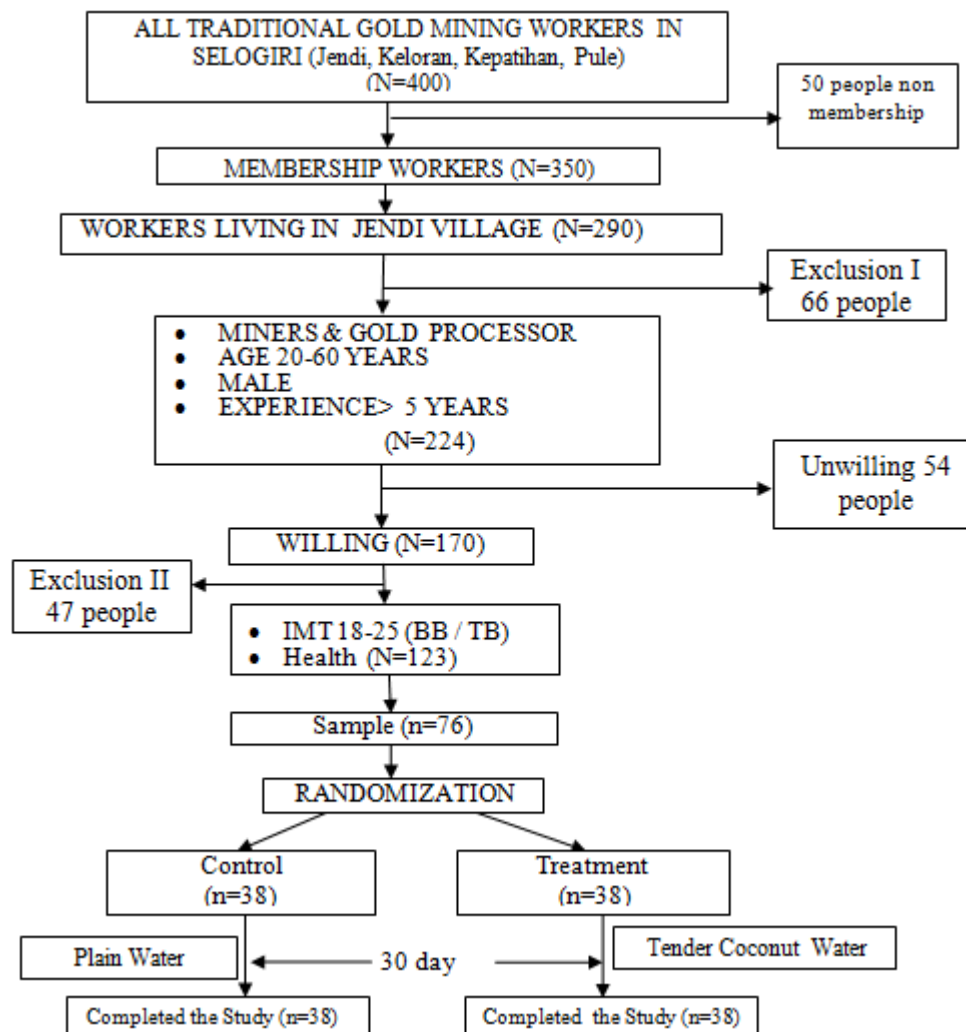 ALL TRADITIONAL GOLD MINING WORKERS IN
SELOGIRI (Jendi, Keloran, Kepatihan, Pule)
(N=400)
50 people non
membership
MEMBERSHIP WORKERS (N=350)
WORKERS LIVING IN JENDI VILLAGE (N=290)
Exclusion I
66 people
• MINERS & GOLD PROCESSOR
• AGE 20-60 YEARS
• MALE
• EXPERIENCE> 5 YEARS
(N=224)
Unwilling 54
people
WILLING (N=170)
Exclusion II
47 people
• IMT 18-25 (BB / TB)
• Health (N=123)
Sample (n=76)
RANDOMIZATION
Control
(n=38)
Treatment
(n=38)
Plain Water
30 day
Tender Coconut Water
Completed the Study (n=38)
Completed the Study (n=38)